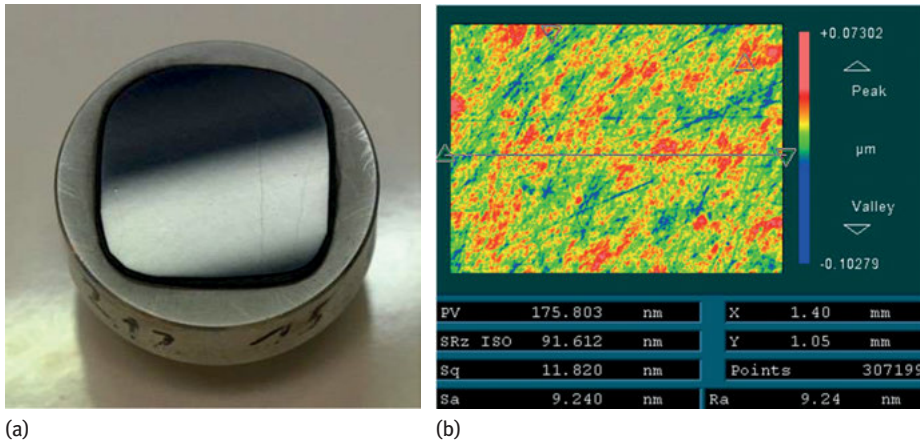 +0.07302
Peak
µm
Valley
-0.10279
PV 175.803 nm X 1.40 mm
SRz ISO 91.612 nm Y 1.05 mm
Sq 11.820 nm Points 307199
Sa 9.240 nm Ra 9.24 nm
(a) (b)